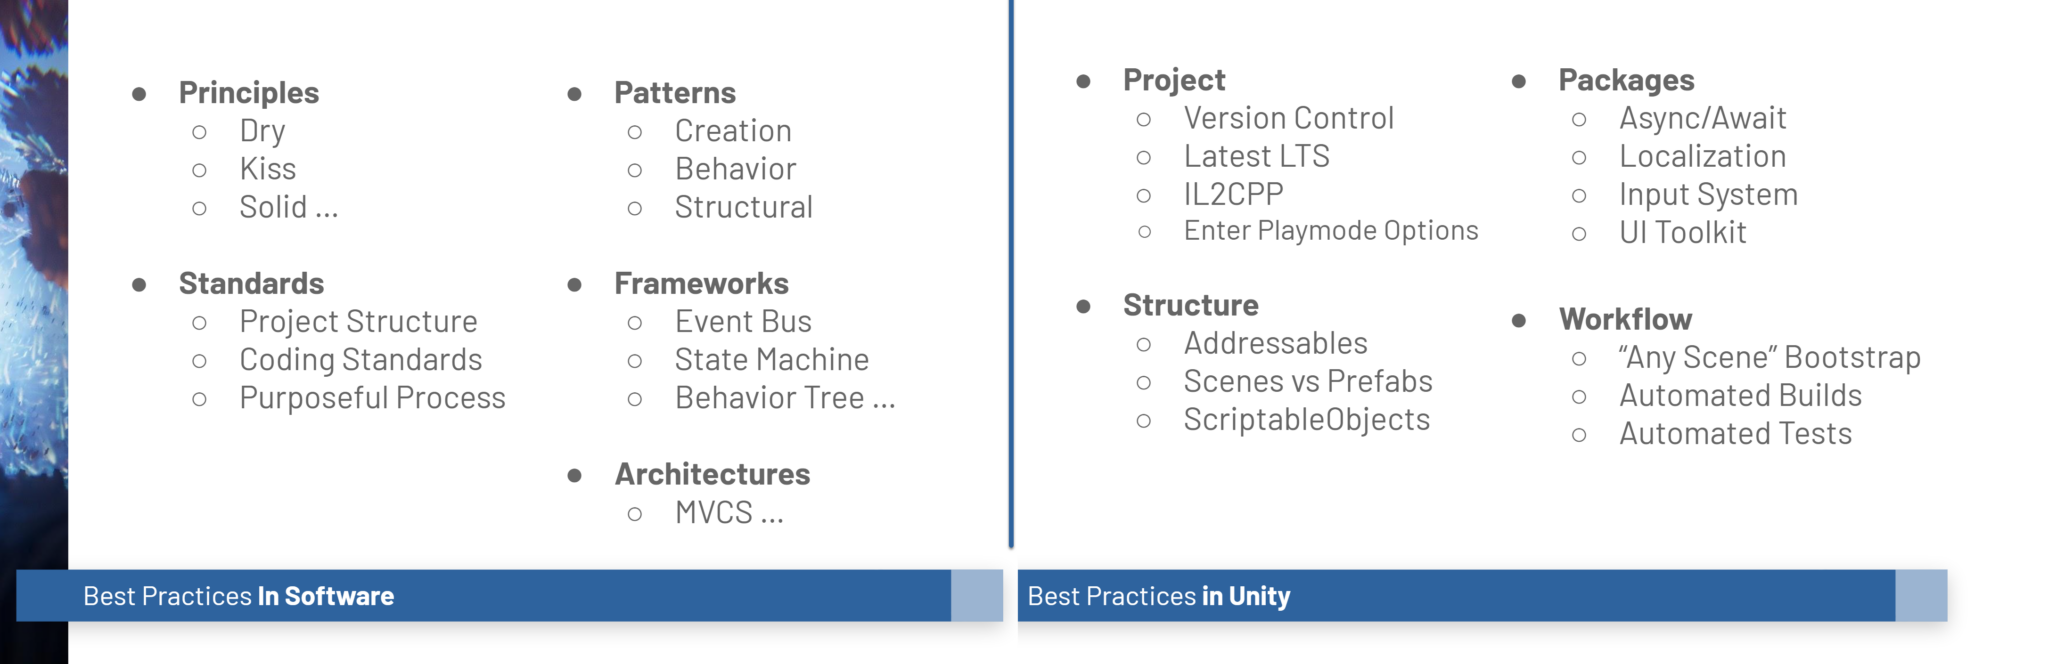 Principles
Dry
Kiss
Solid ...
Standards
Project Structure
Coding Standards
Purposeful Process
Patterns
Creation
Behavior
Structural
Frameworks
Event Bus
State Machine
Behavior Tree ...
Architectures
MVCS ...
Best Practices In Software
Project
Version Control
Latest LTS
IL2CPP
Enter Playmode Options
Structure
Addressables
Scenes vs Prefabs
ScriptableObjects
Packages
Async/Await
Localization
Input System
UI Toolkit
Workflow
“Any Scene” Bootstrap
Automated Builds
Automated Tests
Best Practices in Unity